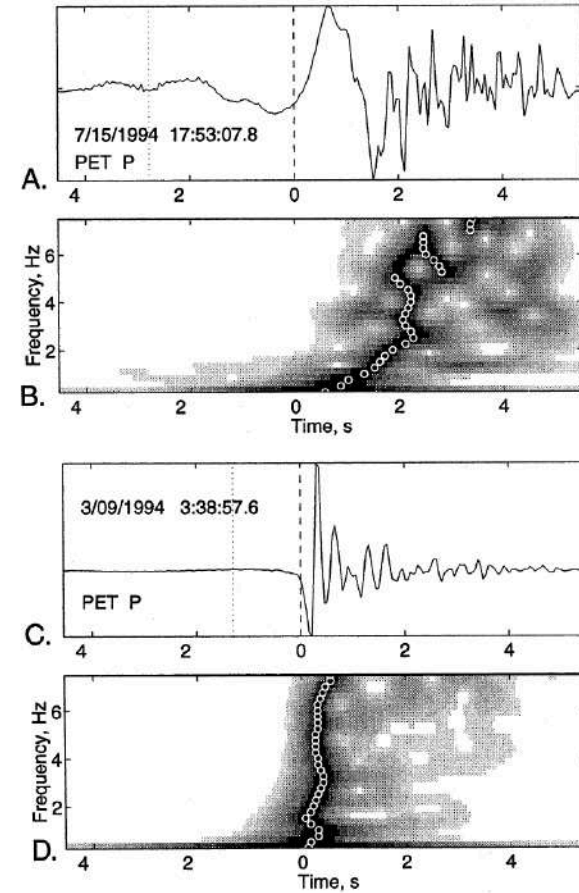 7/15/1994 17:53:07.8
PET P
A.
4 2 0 2 4
Frequency, Hz
6
4
2
B.
4 2 0 2 4
Time, s
3/09/1994 3:38:57.6
PET P
C.
4 2 0 2 4
Frequency, Hz
6
4
2
D.
4 2 0 2 4
Time, s